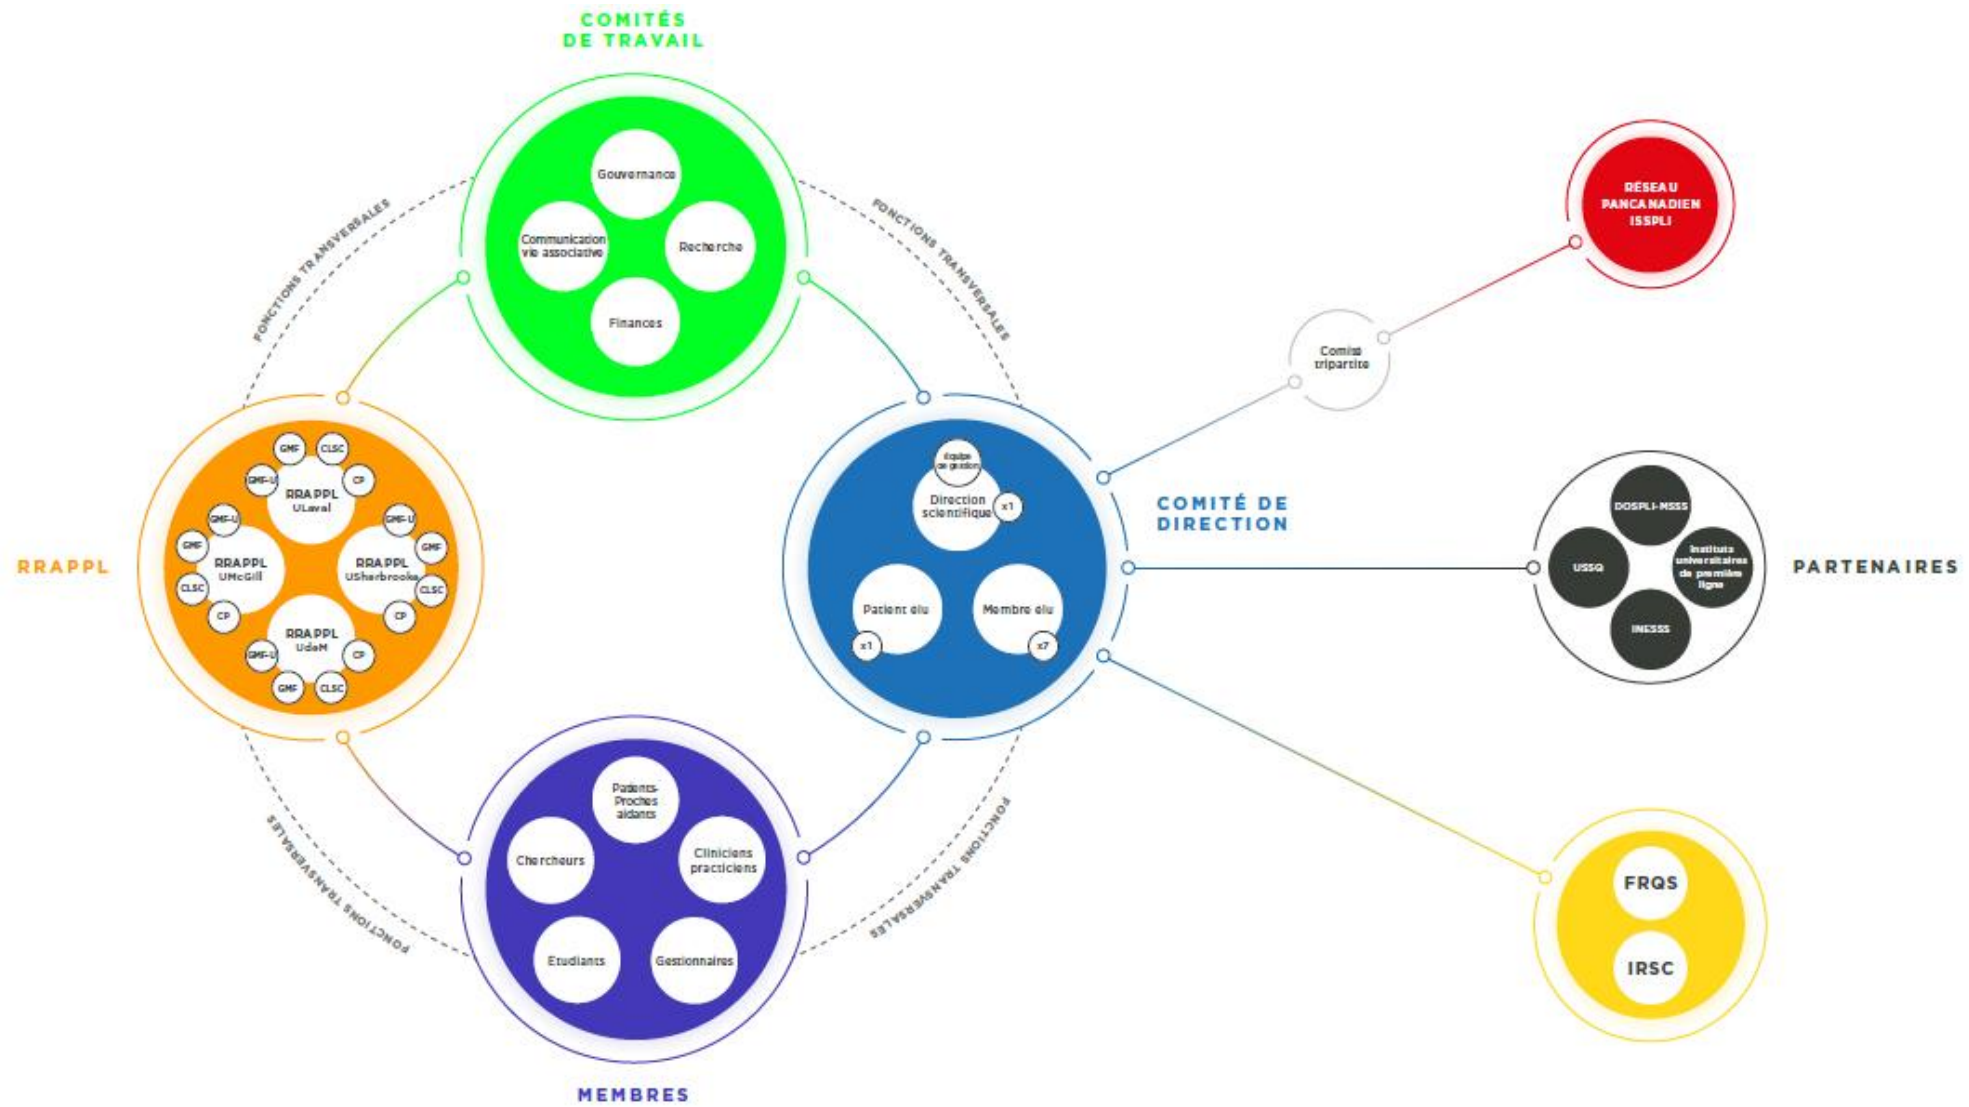 COMITÉS
DE TRAVAIL
Gouvernance
Communication
vie associative
Recherche
Finances
FONCTIONS TRANSVERSALES
FONCTIONS TRANSVERSALES
RÉSEAU
PANCANADIEN
ISSPLI
Comité
tripartite
RRAPPL
GMF
CLSC
GMF-U
CP
RRAPPL
ULaval
GMF-U
GMF
RRAPPL
UMcGill
CLSC
CP
GMF-U
GMF
RRAPPL
USherbrooke
CLSC
CP
RRAPPL
UdeM
GMF-U
CP
GMF
CLSC
Équipe
de gestion
Direction
scientifique
x1
Patient élu
x1
Membre élu
x7
COMITÉ DE
DIRECTION
DOSPLI-MSSS
USSQ
Instituts
universitaires
de première
ligne
INESSS
PARTENAIRES
FONCTIONS TRANSVERSALES
FONCTIONS TRANSVERSALES
Patients-
Proches
aidants
Chercheurs
Cliniciens
practiciens
Etudiants
Gestionnaires
MEMBRES
FRQS
IRSC